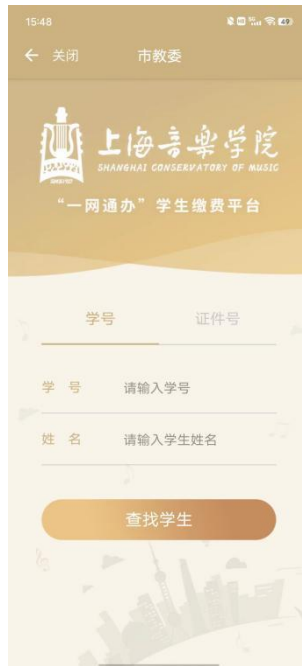 15:48
49
关闭 市教委
上海音乐学院
SHANGHAI CONSERVATORY OF MUSIC
“一网通办”学生缴费平台
学号 证件号
学 号 请输入学号
姓 名 请输入学生姓名
查找学生